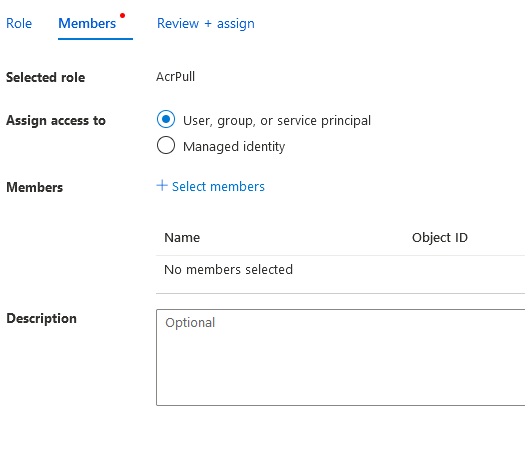 Role Members Review + assign
Selected role AcrPull
Assign access to User, group, or service principal
Managed identity
Members + Select members
Name Object ID
No members selected
Description Optional